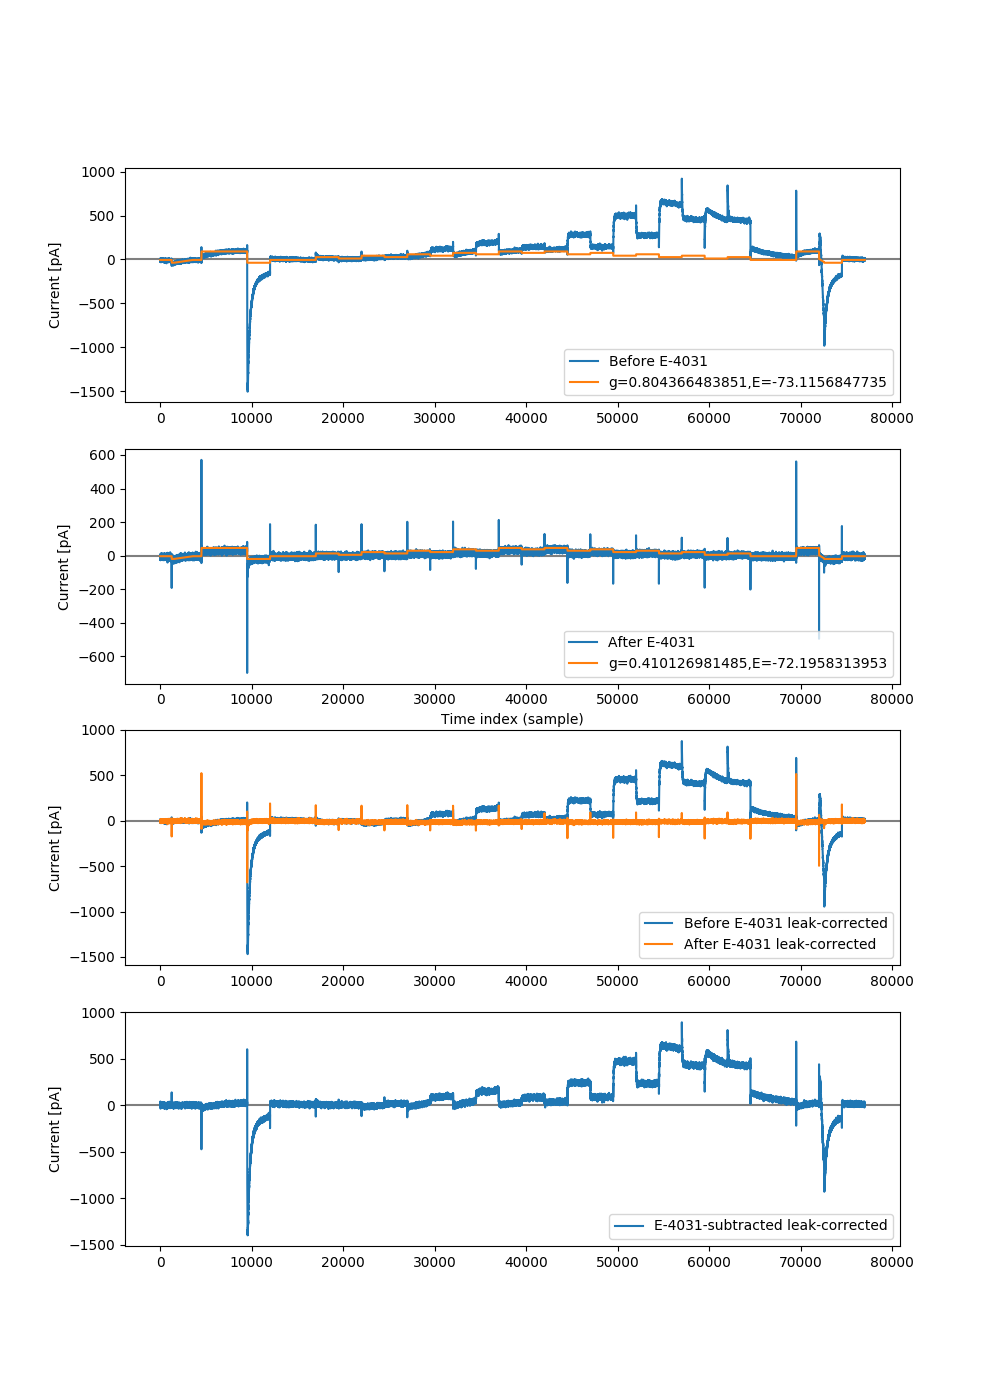 1000
500
0
−500
−1000
−1500
Current [pA]
Before E-4031
g=0.804366483851,E=-73.1156847735
0 10000 20000 30000 40000 50000 60000 70000 80000
600
400
200
0
−200
−400
−600
Current [pA]
After E-4031
g=0.410126981485,E=-72.1958313953
0 10000 20000 30000 40000 50000 60000 70000 80000
Time index (sample)
1000
500
0
−500
−1000
−1500
Current [pA]
Before E-4031 leak-corrected
After E-4031 leak-corrected
0 10000 20000 30000 40000 50000 60000 70000 80000
1000
500
0
−500
−1000
−1500
Current [pA]
E-4031-subtracted leak-corrected
0 10000 20000 30000 40000 50000 60000 70000 80000